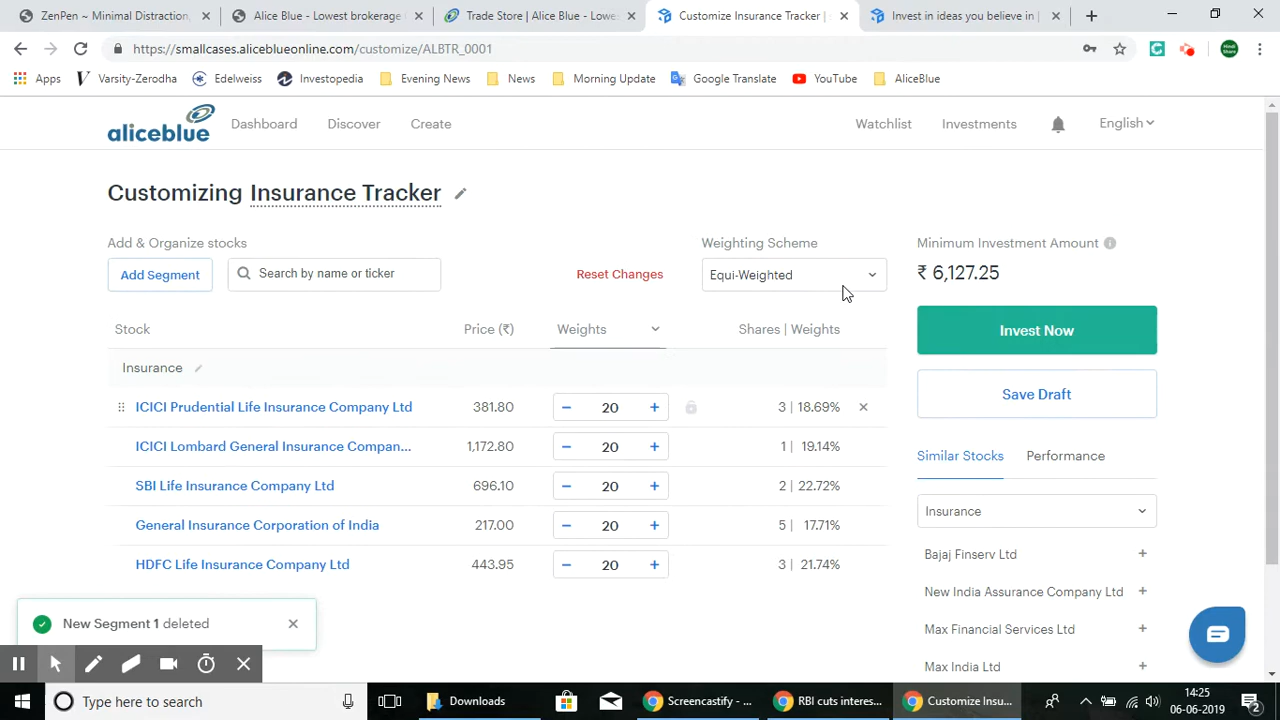 ZenPen ~ Minimal Distraction,
Alice Blue - Lowest brokerage
Trade Store | Alice Blue - Lowes
Customize Insurance Tracker |
Invest in ideas you believe in |
https://smallcases.aliceblueonline.com/customize/ALBTR_0001
Apps
Varsity-Zerodha
Edelweiss
Investopedia
Evening News
News
Morning Update
Google Translate
YouTube
AliceBlue
aliceblue
Dashboard
Discover
Create
Watchlist
Investments
English
Customizing Insurance Tracker
Add & Organize stocks
Weighting Scheme
Minimum Investment Amount
Add Segment
Search by name or ticker
Reset Changes
Equi-Weighted
₹ 6,127.25
Invest Now
Stock Price (₹) Weights Shares | Weights
Insurance
ICICI Prudential Life Insurance Company Ltd 381.80 − 20 + 3 | 18.69%
ICICI Lombard General Insurance Compan... 1,172.80 − 20 + 1 | 19.14%
SBI Life Insurance Company Ltd 696.10 − 20 + 2 | 22.72%
General Insurance Corporation of India 217.00 − 20 + 5 | 17.71%
HDFC Life Insurance Company Ltd 443.95 − 20 + 3 | 21.74%
Save Draft
Similar Stocks
Performance
Insurance
Bajaj Finserv Ltd +
New India Assurance Company Ltd +
Max Financial Services Ltd +
Max India Ltd +
New Segment 1 deleted
Type here to search
Downloads
Screencastify - ...
RBI cuts interes...
Customize Insu...
14:25
06-06-2019
2